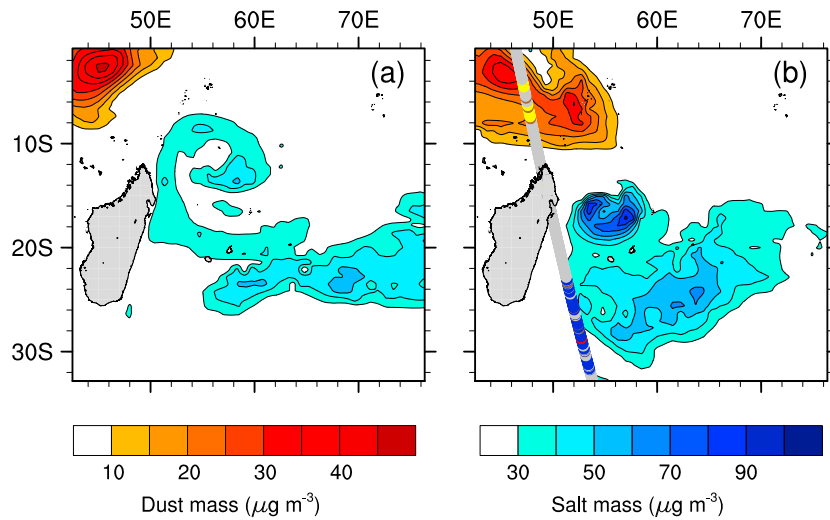 50E 60E 70E 50E 60E 70E
(a) (b)
10S
20S
30S
10 20 30 40 30 50 70 90
Dust mass (μg m-3) Salt mass (μg m-3)